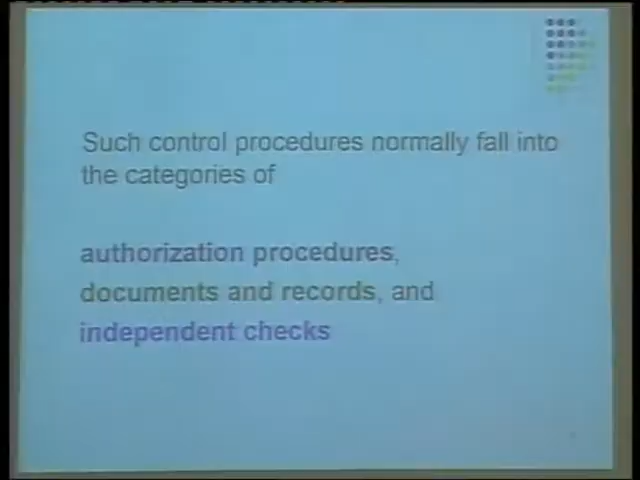 Such control procedures normally fall into
the categories of
authorization procedures,
documents and records, and
independent checks